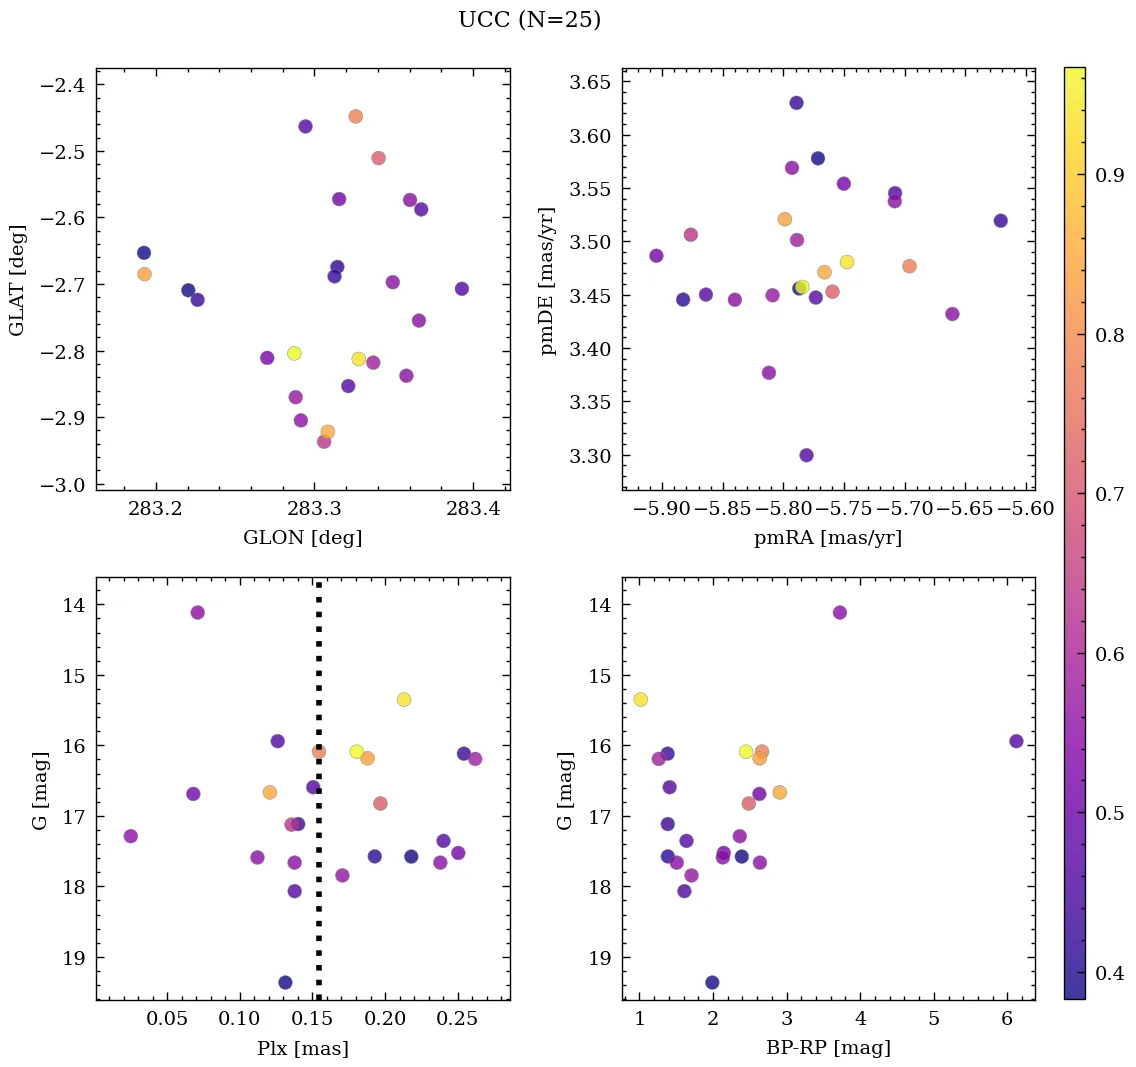 UCC (N=25)
−2.4
−2.5
−2.6
−2.7
−2.8
−2.9
−3.0
GLAT [deg]
283.2 283.3 283.4
GLON [deg]
3.65
3.60
3.55
3.50
3.45
3.40
3.35
3.30
pmDE [mas/yr]
−5.90 −5.85 −5.80 −5.75 −5.70 −5.65 −5.60
pmRA [mas/yr]
14
15
16
17
18
19
G [mag]
0.05 0.10 0.15 0.20 0.25
Plx [mas]
14
15
16
17
18
19
G [mag]
1 2 3 4 5 6
BP-RP [mag]
0.9
0.8
0.7
0.6
0.5
0.4